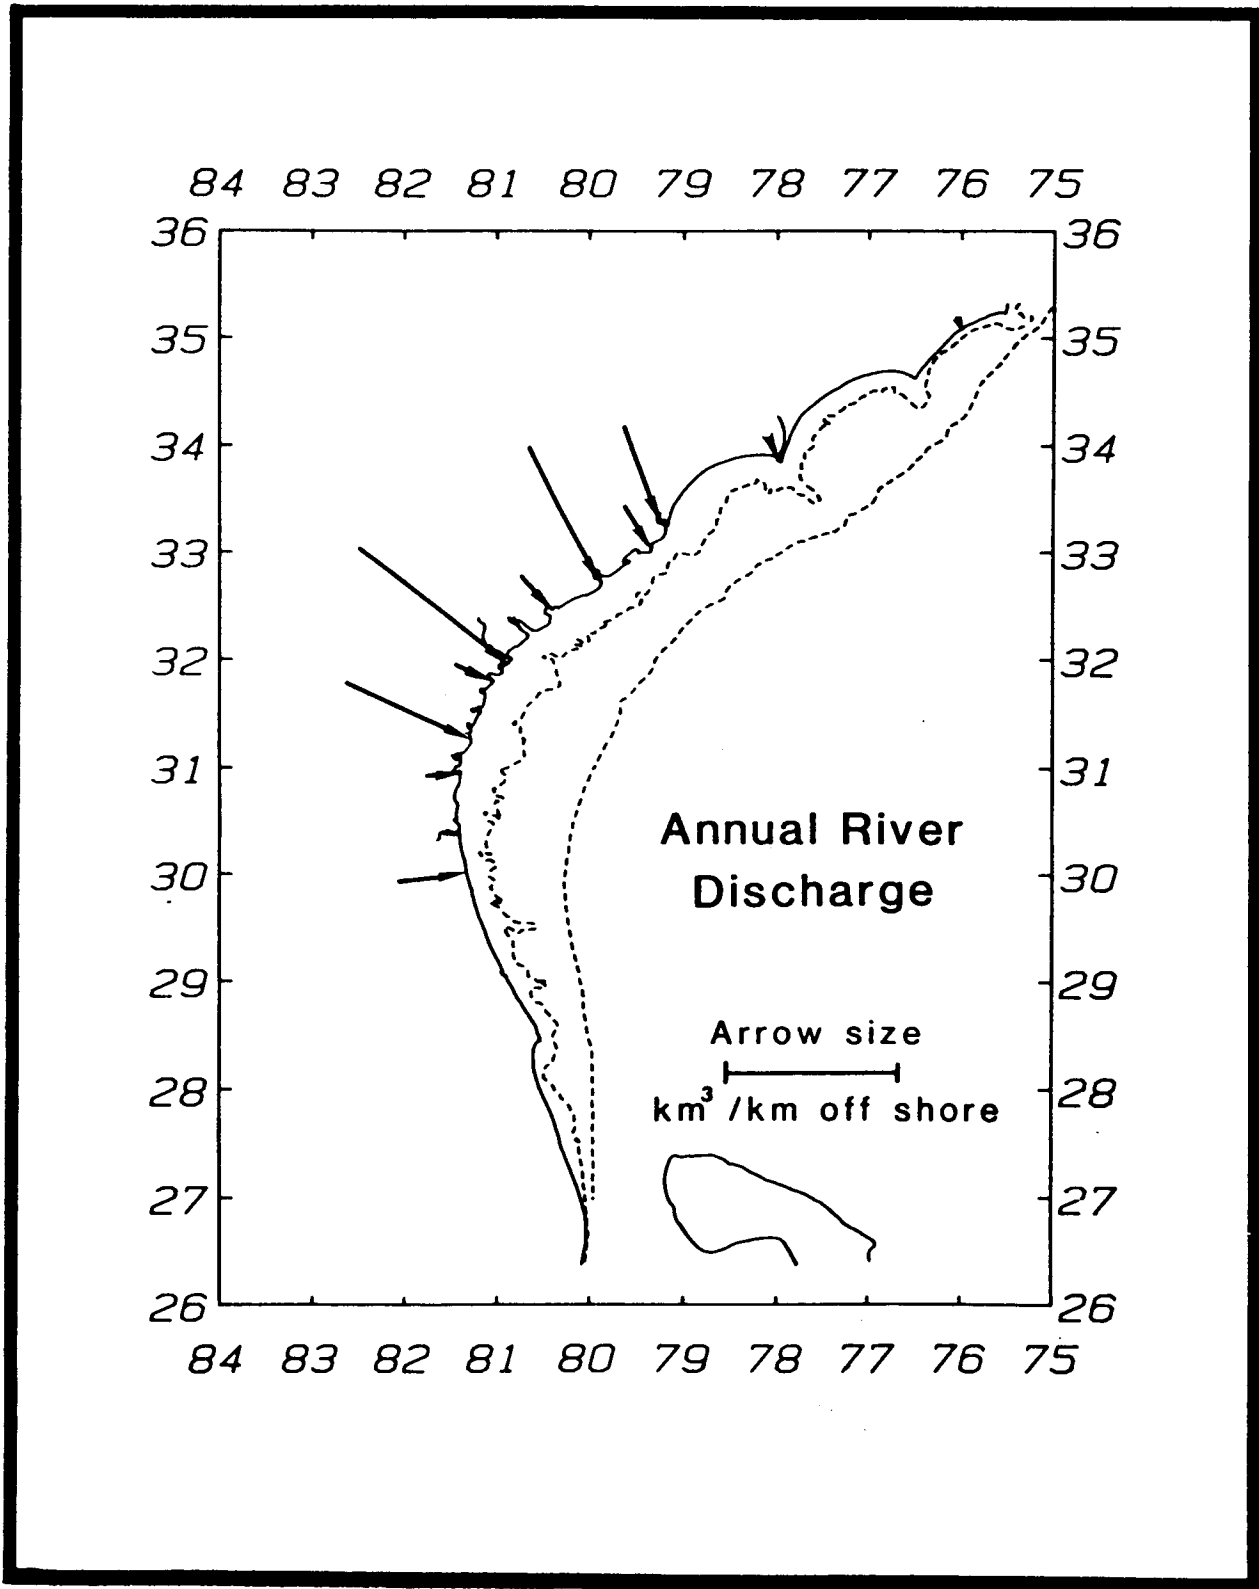 84 83 82 81 80 79 78 77 76 75
36 36
35 35
34 34
33 33
32 32
31 31
Annual River
30 30
Discharge
29 29
Arrow size
28 28
km³/km off shore
27 27
26 26
84 83 82 81 80 79 78 77 76 75